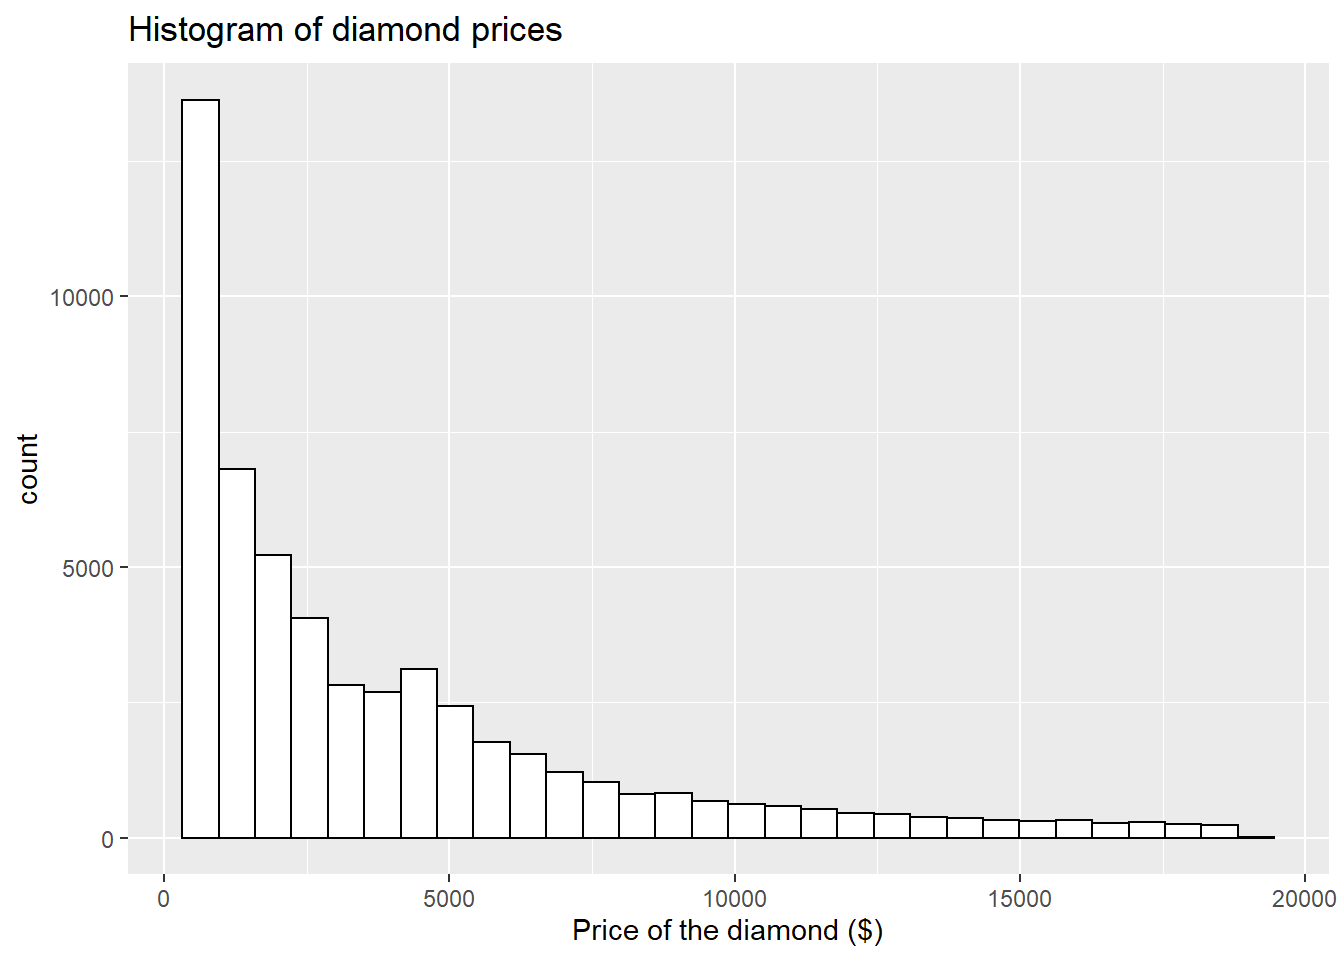 Histogram of diamond prices
10000
5000
0
count
0 5000 10000 15000 20000
Price of the diamond ($)